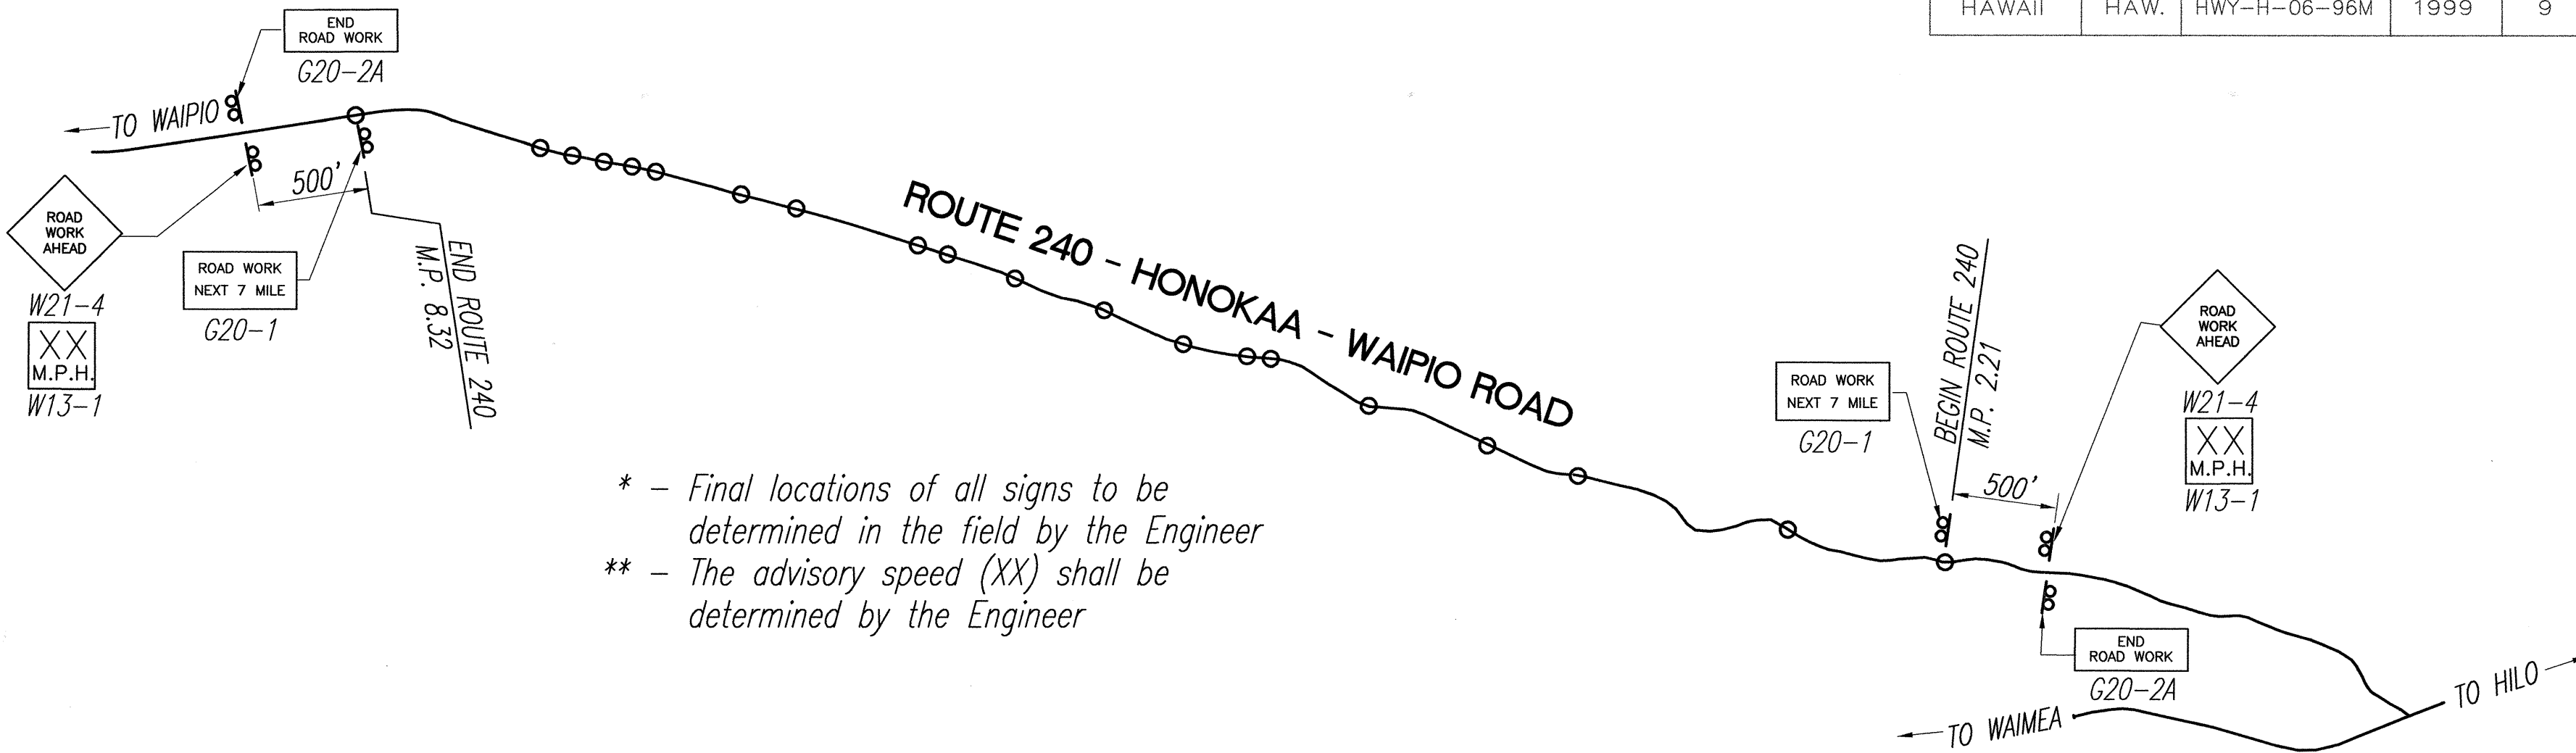 HAWAII HAW. HWY-H-06-96M 1999 9
END
ROAD WORK
G20-2A
TO WAIPIO
500'
ROAD
WORK
AHEAD
W21-4
XX
M.P.H.
W13-1
ROAD WORK
NEXT 7 MILE
G20-1
END ROUTE 240
M.P. 8.32
ROUTE 240 - HONOKAA - WAIPIO ROAD
* - Final locations of all signs to be
determined in the field by the Engineer
** - The advisory speed (XX) shall be
determined by the Engineer
ROAD WORK
NEXT 7 MILE
G20-1
BEGIN ROUTE 240
M.P. 2.21
500'
ROAD
WORK
AHEAD
W21-4
XX
M.P.H.
W13-1
END
ROAD WORK
G20-2A
TO WAIMEA
TO HILO